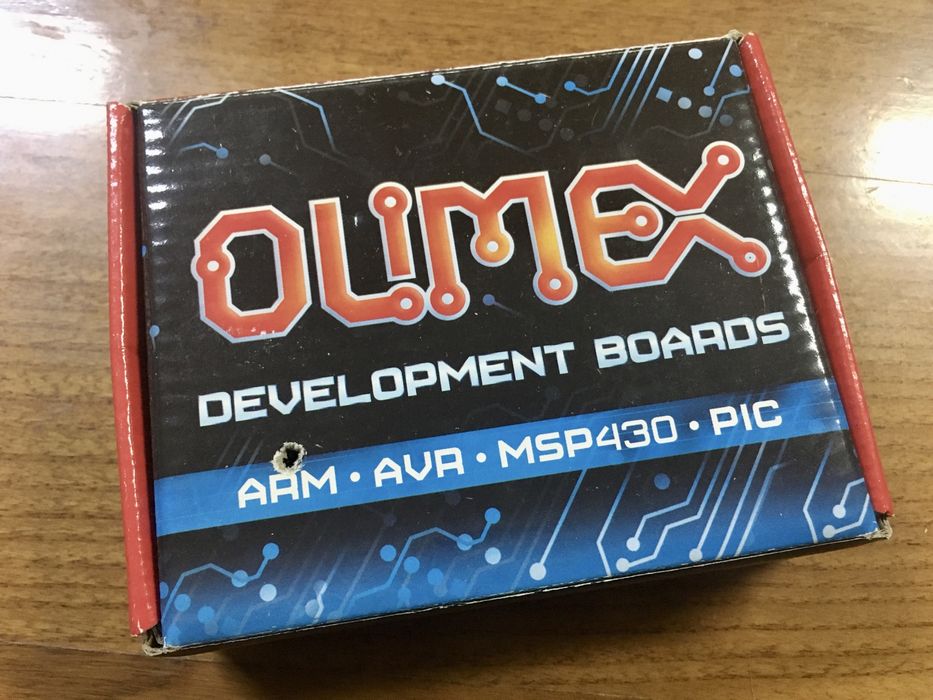 OLIMEX
DEVELOPMENT BOARDS
ARM • AVR • MSP430 • PIC